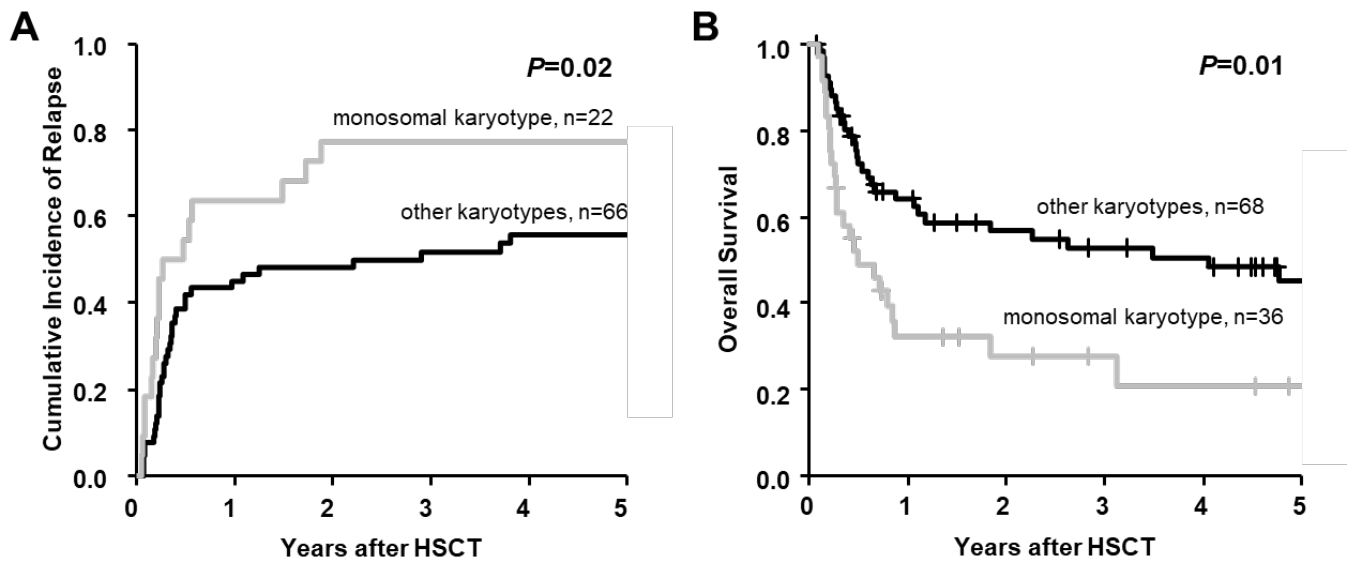 A
Cumulative Incidence of Relapse
1.0
0.8
0.6
0.4
0.2
0.0
P=0.02
monosomal karyotype, n=22
other karyotypes, n=66
0 1 2 3 4 5
Years after HSCT
B
Overall Survival
1.0
0.8
0.6
0.4
0.2
0.0
P=0.01
other karyotypes, n=68
monosomal karyotype, n=36
0 1 2 3 4 5
Years after HSCT